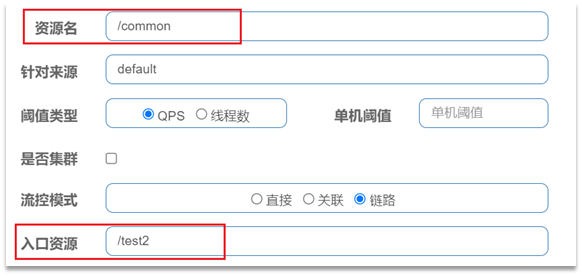 资源名 /common
针对来源 default
阈值类型 QPS 线程数 单机阈值 单机阈值
是否集群
流控模式 直接 关联 链路
入口资源 /test2